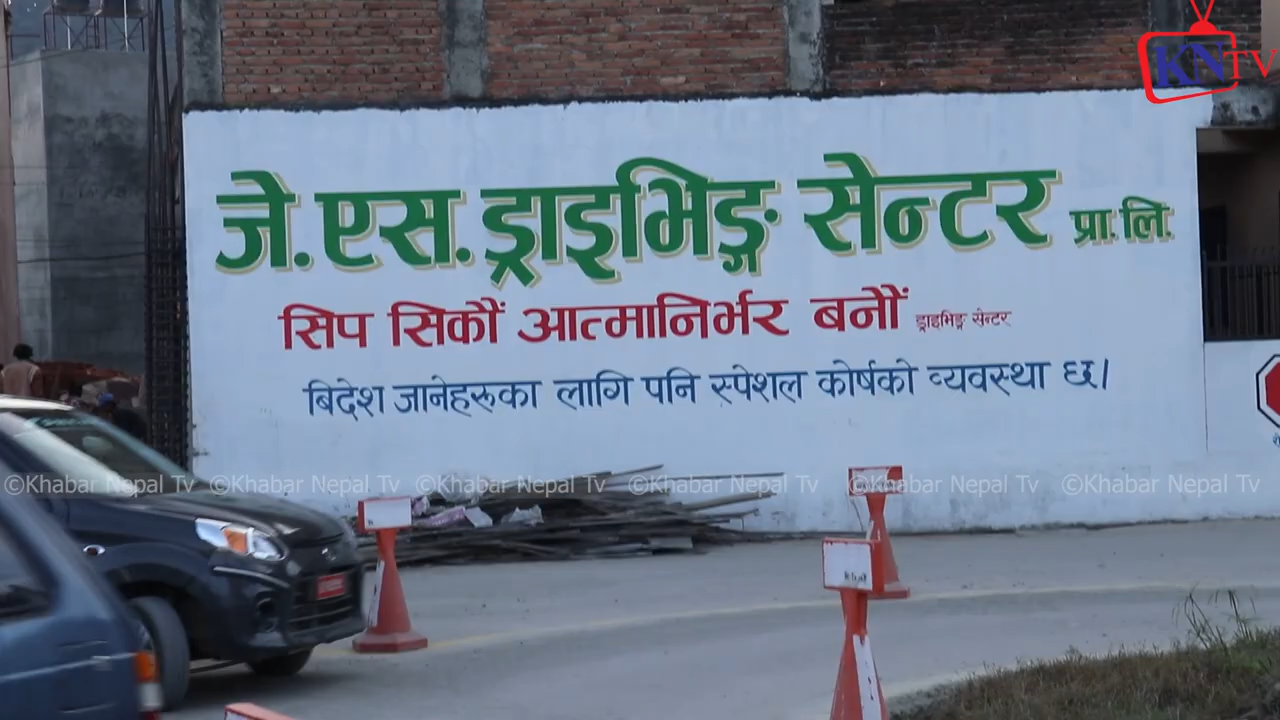 KNTV
जे. एस. ड्राइभिङ्ग सेन्टर प्रा. लि.
सिप सिकौं आत्मानिर्भर बनौं ड्राइभिङ्ग सेन्टर
बिदेश जानेहरूका लागि पनि स्पेशल कोर्षको व्यवस्था छ।
©Khabar Nepal Tv ©Khabar Nepal Tv ©Khabar Nepal Tv ©Khabar Nepal Tv ©Khabar Nepal Tv ©Khabar Nepal Tv